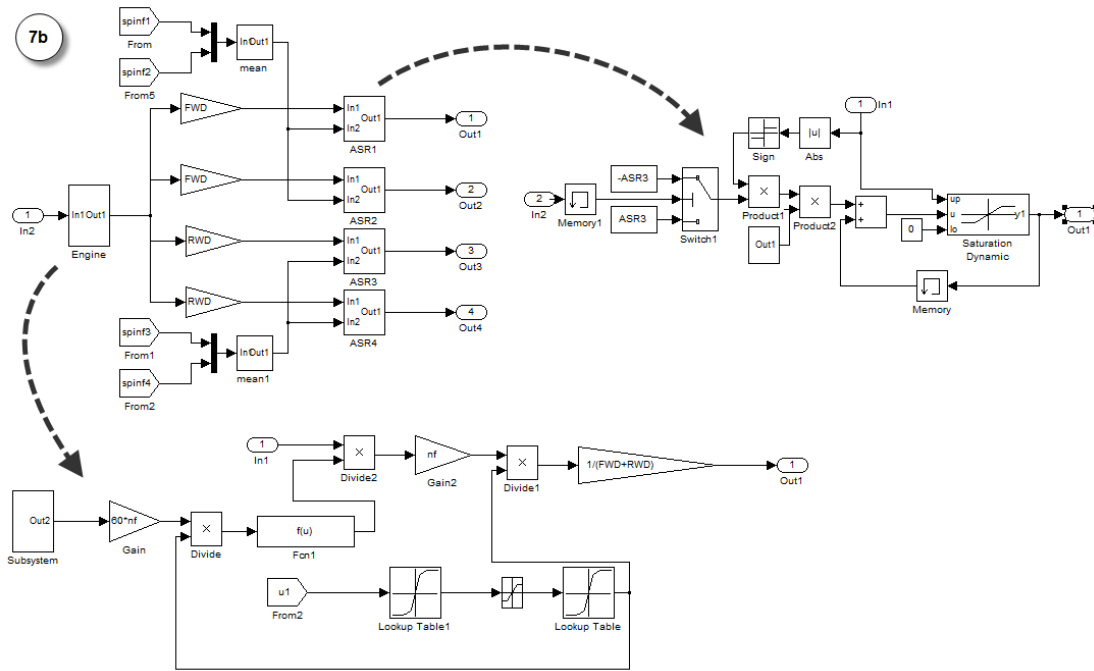 7b
spinf1
From
spinf2
From5
In1Out1
mean
FWD
In1
In2
Out1
ASR1
1
Out1
FWD
In1
In2
Out1
ASR2
2
Out2
1
In2
In1Out1
Engine
RWD
In1
In2
Out1
ASR3
3
Out3
RWD
In1
In2
Out1
ASR4
4
Out4
spinf3
From1
spinf4
From2
In1Out1
mean1
1
In1
Sign
|u|
Abs
-ASR3
2
In2
Memory1
ASR3
Switch1
×
Product1
×
Product2
Out1
+
+
0
up
u
lo
y1
Saturation
Dynamic
1
Out1
Memory
1
In1
×
Divide2
nf
Gain2
×
Divide1
1/(FWD+RWD)
1
Out1
Out2
Subsystem
60*nf
Gain
×
Divide
f(u)
Fcn1
u1
From2
Lookup Table1
Lookup Table